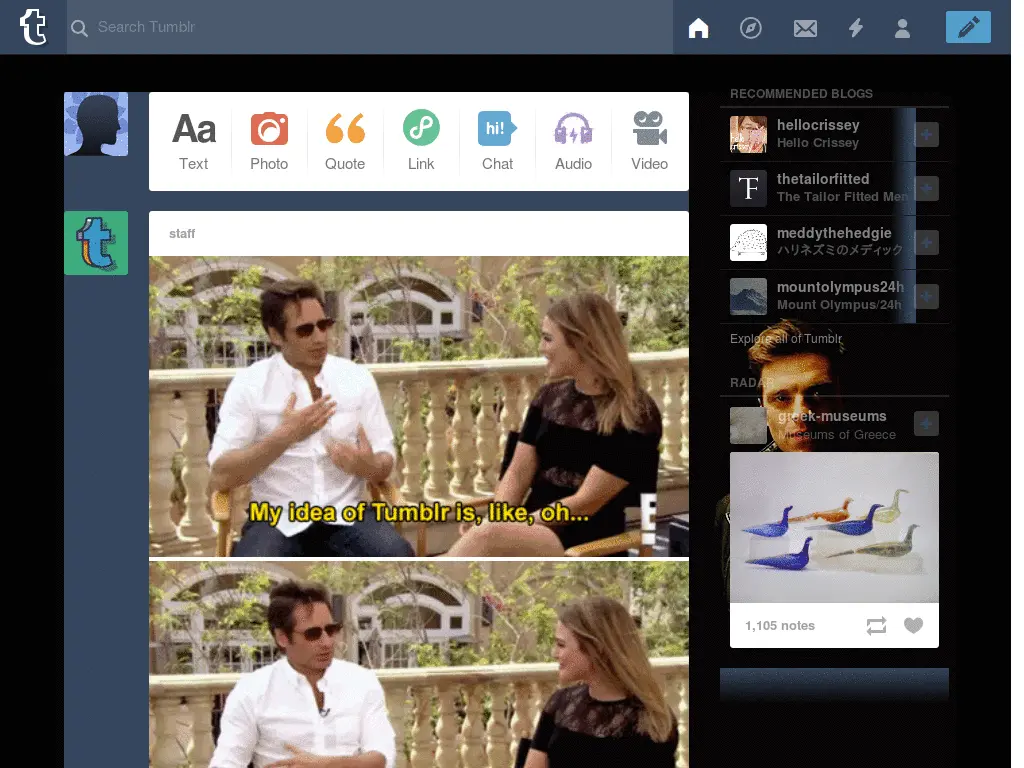 Search Tumblr
Aa
hi!
Text
Photo
Quote
Link
Chat
Audio
Video
staff
My idea of Tumblr is, like, oh...
E
RECOMMENDED BLOGS
hellocrissey
Hello Crissey
thetailorfitted
The Tailor Fitted Men
meddythehedgie
ハリネズミのメディック
mountolympus24h
Mount Olympus/24h
Explore all of Tumblr
RADAR
greek-museums
Museums of Greece
1,105 notes